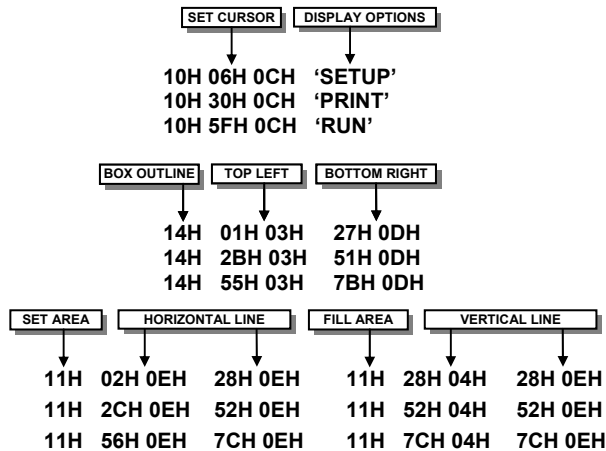 SET CURSOR DISPLAY OPTIONS
10H 06H 0CH ‘SETUP’
10H 30H 0CH ‘PRINT’
10H 5FH 0CH ‘RUN’
BOX OUTLINE TOP LEFT BOTTOM RIGHT
14H 01H 03H 27H 0DH
14H 2BH 03H 51H 0DH
14H 55H 03H 7BH 0DH
SET AREA HORIZONTAL LINE FILL AREA VERTICAL LINE
11H 02H 0EH 28H 0EH 11H 28H 04H 28H 0EH
11H 2CH 0EH 52H 0EH 11H 52H 04H 52H 0EH
11H 56H 0EH 7CH 0EH 11H 7CH 04H 7CH 0EH